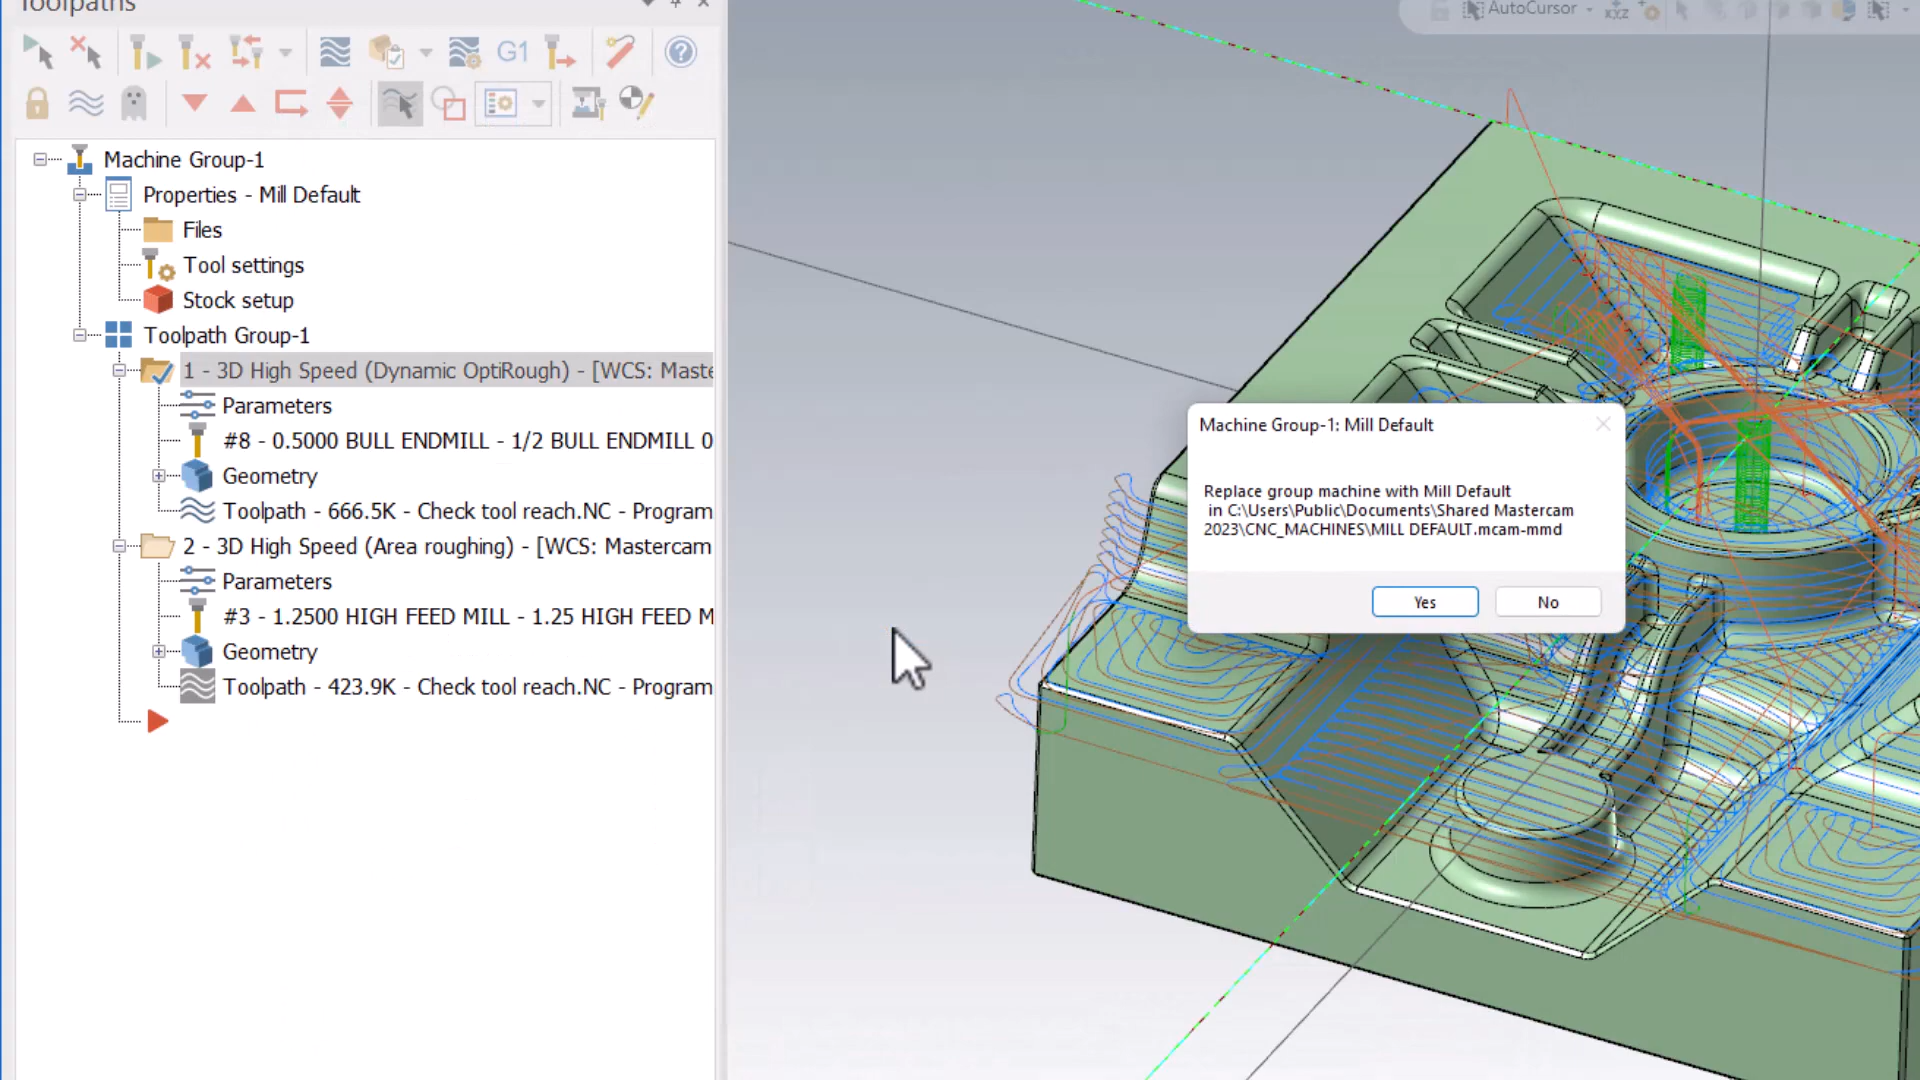 Toolpaths
AutoCursor
XYZ
G1
Machine Group-1
Properties - Mill Default
Files
Tool settings
Stock setup
Toolpath Group-1
1 - 3D High Speed (Dynamic OptiRough) - [WCS: Maste
Parameters
#8 - 0.5000 BULL ENDMILL - 1/2 BULL ENDMILL 0
Geometry
Toolpath - 666.5K - Check tool reach.NC - Program
2 - 3D High Speed (Area roughing) - [WCS: Mastercam
Parameters
#3 - 1.2500 HIGH FEED MILL - 1.25 HIGH FEED M
Geometry
Toolpath - 423.9K - Check tool reach.NC - Program
Machine Group-1: Mill Default
Replace group machine with Mill Default
in C:\Users\Public\Documents\Shared Mastercam
2023\CNC_MACHINES\MILL DEFAULT.mcam-mmd
Yes
No